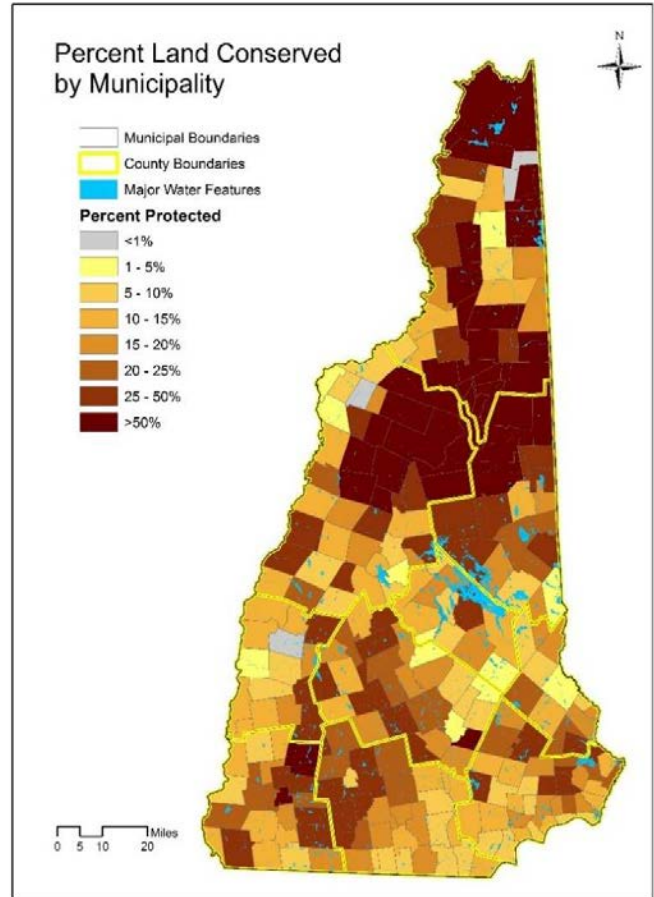 Percent Land Conserved
by Municipality
N
Municipal Boundaries
County Boundaries
Major Water Features
Percent Protected
<1%
1 - 5%
5 - 10%
10 - 15%
15 - 20%
20 - 25%
25 - 50%
>50%
Miles
0 5 10 20